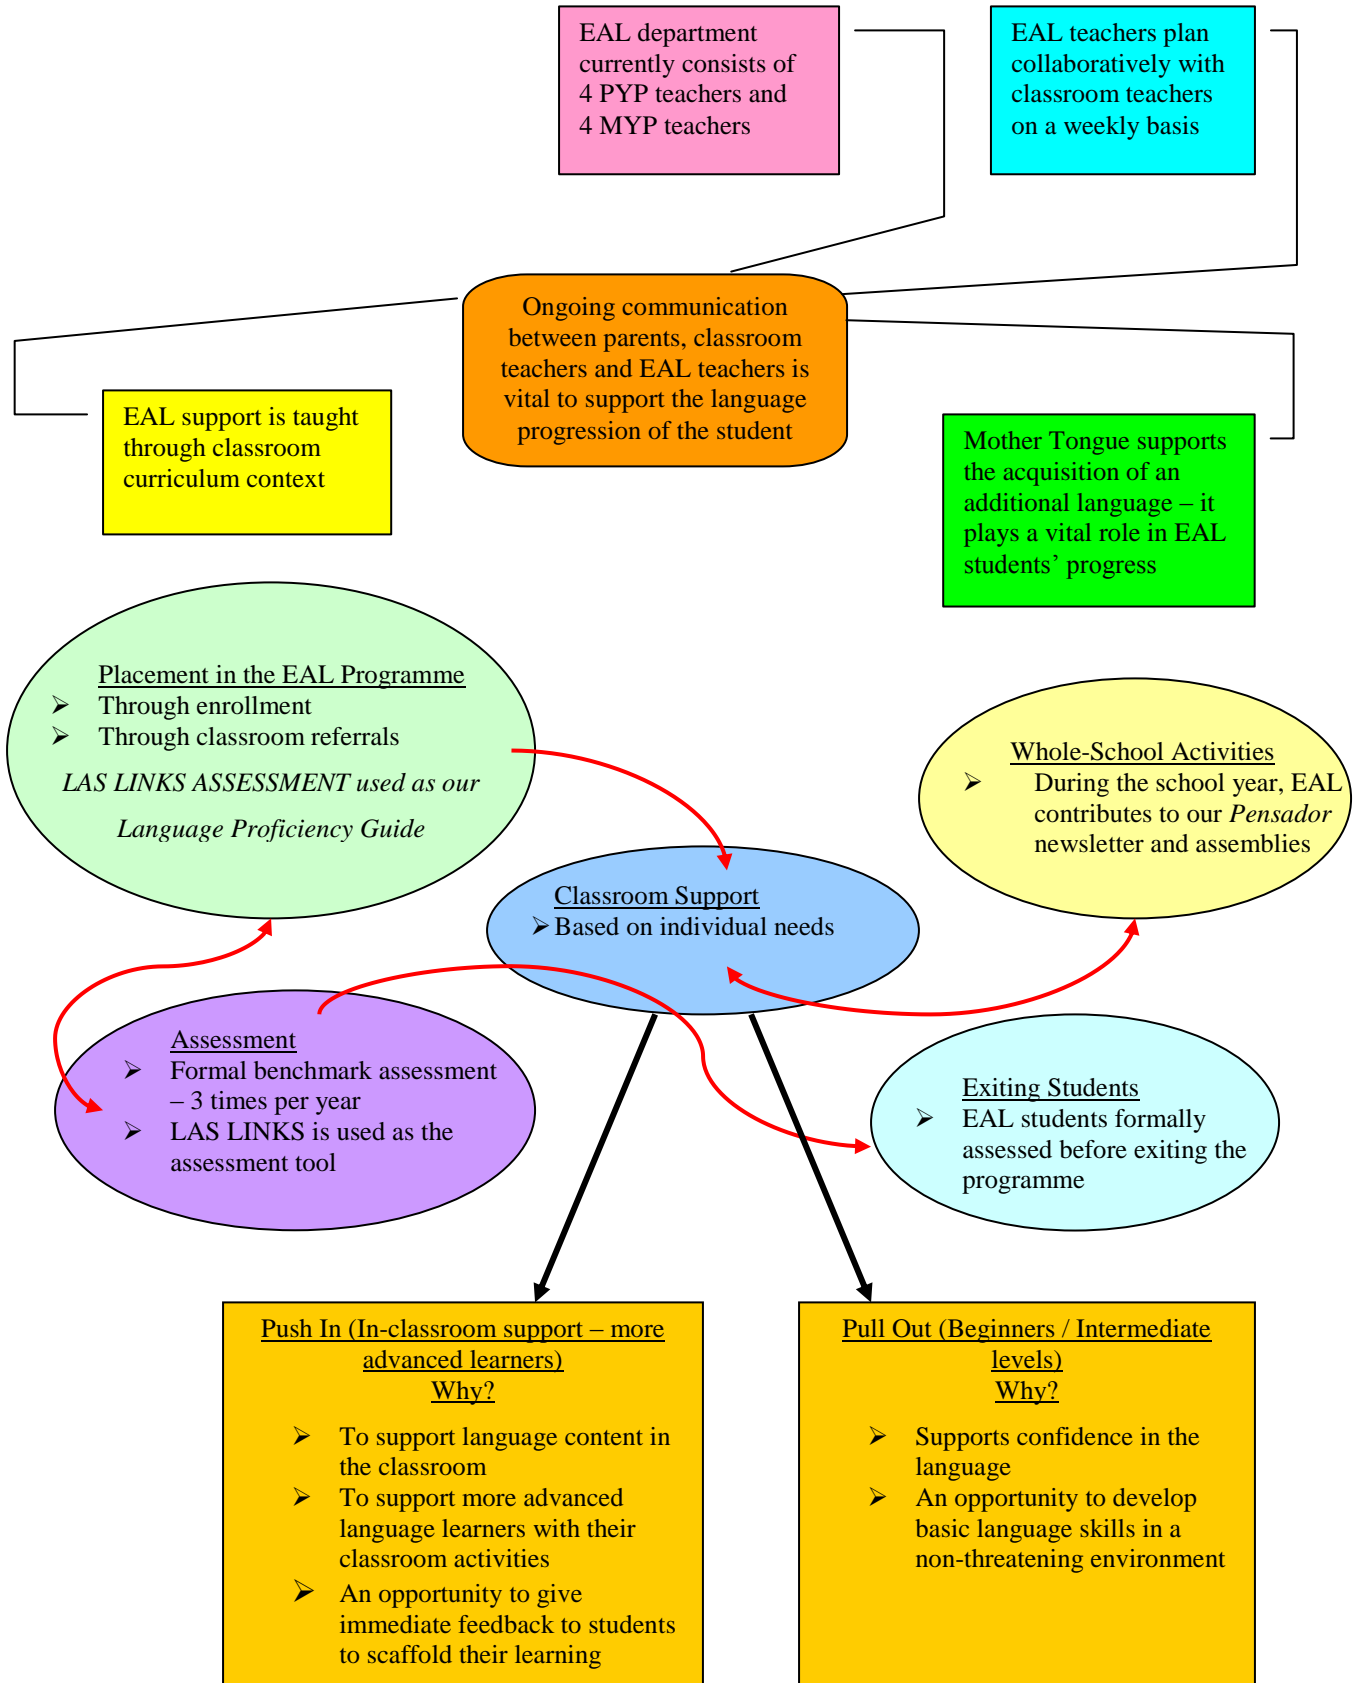 EAL department
currently consists of
4 PYP teachers and
4 MYP teachers
EAL teachers plan
collaboratively with
classroom teachers
on a weekly basis
Ongoing communication
between parents, classroom
teachers and EAL teachers is
vital to support the language
progression of the student
EAL support is taught
through classroom
curriculum context
Mother Tongue supports
the acquisition of an
additional language – it
plays a vital role in EAL
students’ progress
Placement in the EAL Programme
➢ Through enrollment
➢ Through classroom referrals
LAS LINKS ASSESSMENT used as our
Language Proficiency Guide
Whole-School Activities
➢ During the school year, EAL
contributes to our Pensador
newsletter and assemblies
Classroom Support
➢ Based on individual needs
Assessment
➢ Formal benchmark assessment
– 3 times per year
➢ LAS LINKS is used as the
assessment tool
Exiting Students
➢ EAL students formally
assessed before exiting the
programme
Push In (In-classroom support – more
advanced learners)
Why?
➢ To support language content in
the classroom
➢ To support more advanced
language learners with their
classroom activities
➢ An opportunity to give
immediate feedback to students
to scaffold their learning
Pull Out (Beginners / Intermediate
levels)
Why?
➢ Supports confidence in the
language
➢ An opportunity to develop
basic language skills in a
non-threatening environment